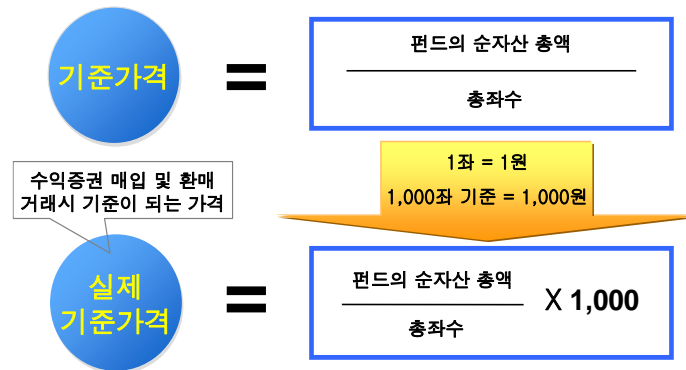 기준가격
=
펀드의 순자산 총액
총좌수
1좌 = 1원
1,000좌 기준 = 1,000원
수익증권 매입 및 환매
거래시 기준이 되는 가격
실제
기준가격
=
펀드의 순자산 총액
총좌수
X 1,000